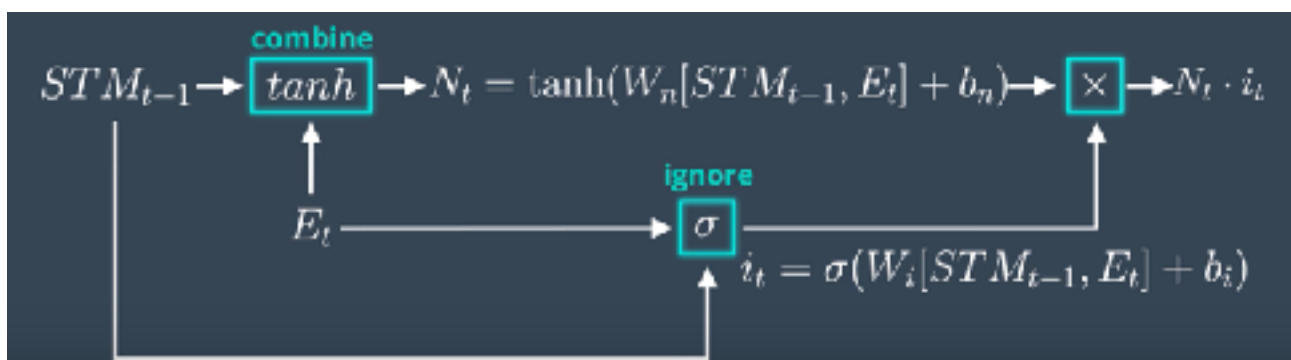 combine
STM_{t-1} tanh N_t = tanh(W_n[STM_{t-1}, E_t] + b_n) × N_t · i_t
ignore
E_t σ
i_t = σ(W_i[STM_{t-1}, E_t] + b_i)